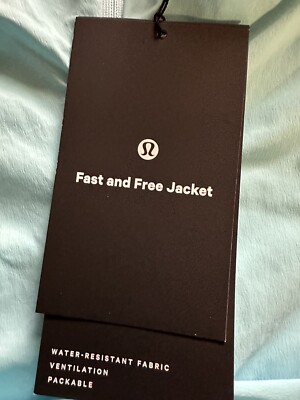 Fast and Free Jacket
WATER-RESISTANT FABRIC
VENTILATION
PACKABLE